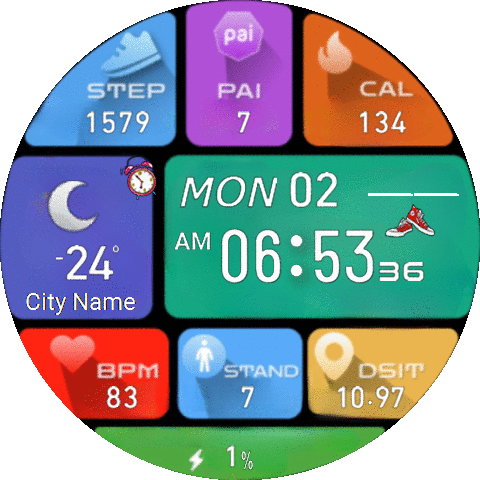 pai
STEP PAI CAL
1579 7 134
MON 02
AM 06:53 36
-24°
City Name
BPM STAND DSIT
83 7 10.97
1%